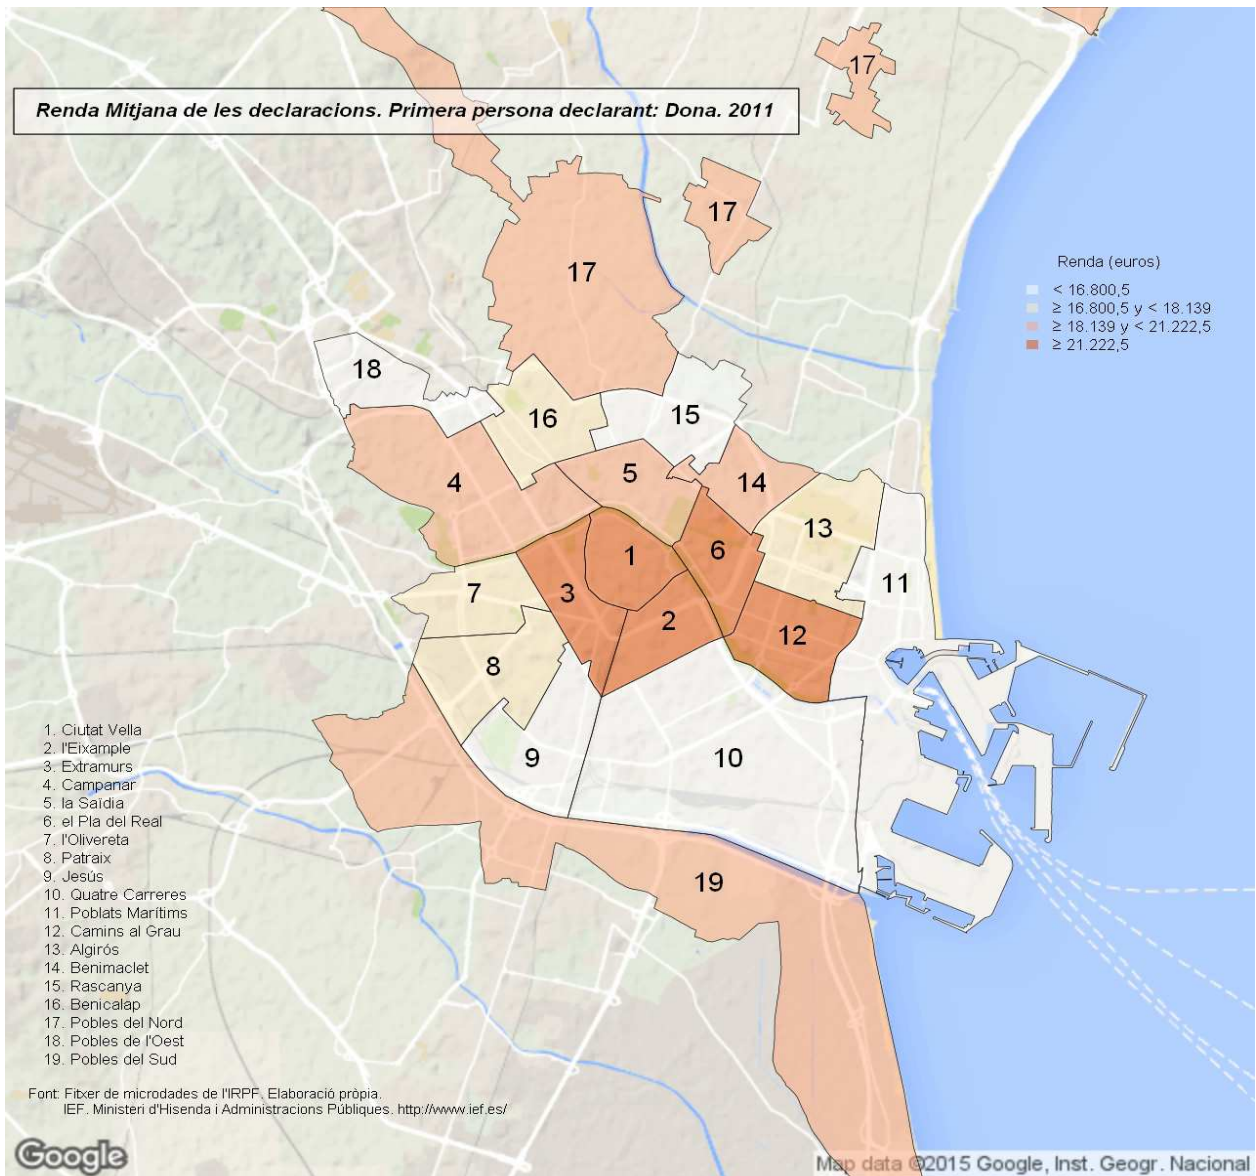 Renda Mitjana de les declaracions. Primera persona declarant: Dona. 2011
17
17
17
Renda (euros)
< 16.800,5
≥ 16.800,5 y < 18.139
≥ 18.139 y < 21.222,5
≥ 21.222,5
18
16
15
4
5
14
13
6
1
11
3
7
2
12
8
9
10
19
1. Ciutat Vella
2. l'Eixample
3. Extramurs
4. Campanar
5. la Saïdia
6. el Pla del Real
7. l'Olivereta
8. Patraix
9. Jesús
10. Quatre Carreres
11. Poblats Marítims
12. Camins al Grau
13. Algirós
14. Benimaclet
15. Rascanya
16. Benicalap
17. Pobles del Nord
18. Pobles de l'Oest
19. Pobles del Sud
Font: Fitxer de microdades de l'IRPF. Elaboració pròpia.
IEF. Ministeri d'Hisenda i Administracions Públiques. http://www.ief.es/
Google
Map data ©2015 Google, Inst. Geogr. Nacional